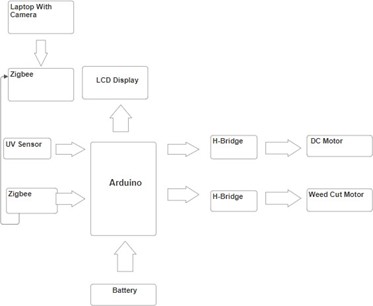 Laptop With
Camera
Zigbee
LCD Display
UV Sensor
Arduino
H-Bridge
DC Motor
Zigbee
H-Bridge
Weed Cut Motor
Battery